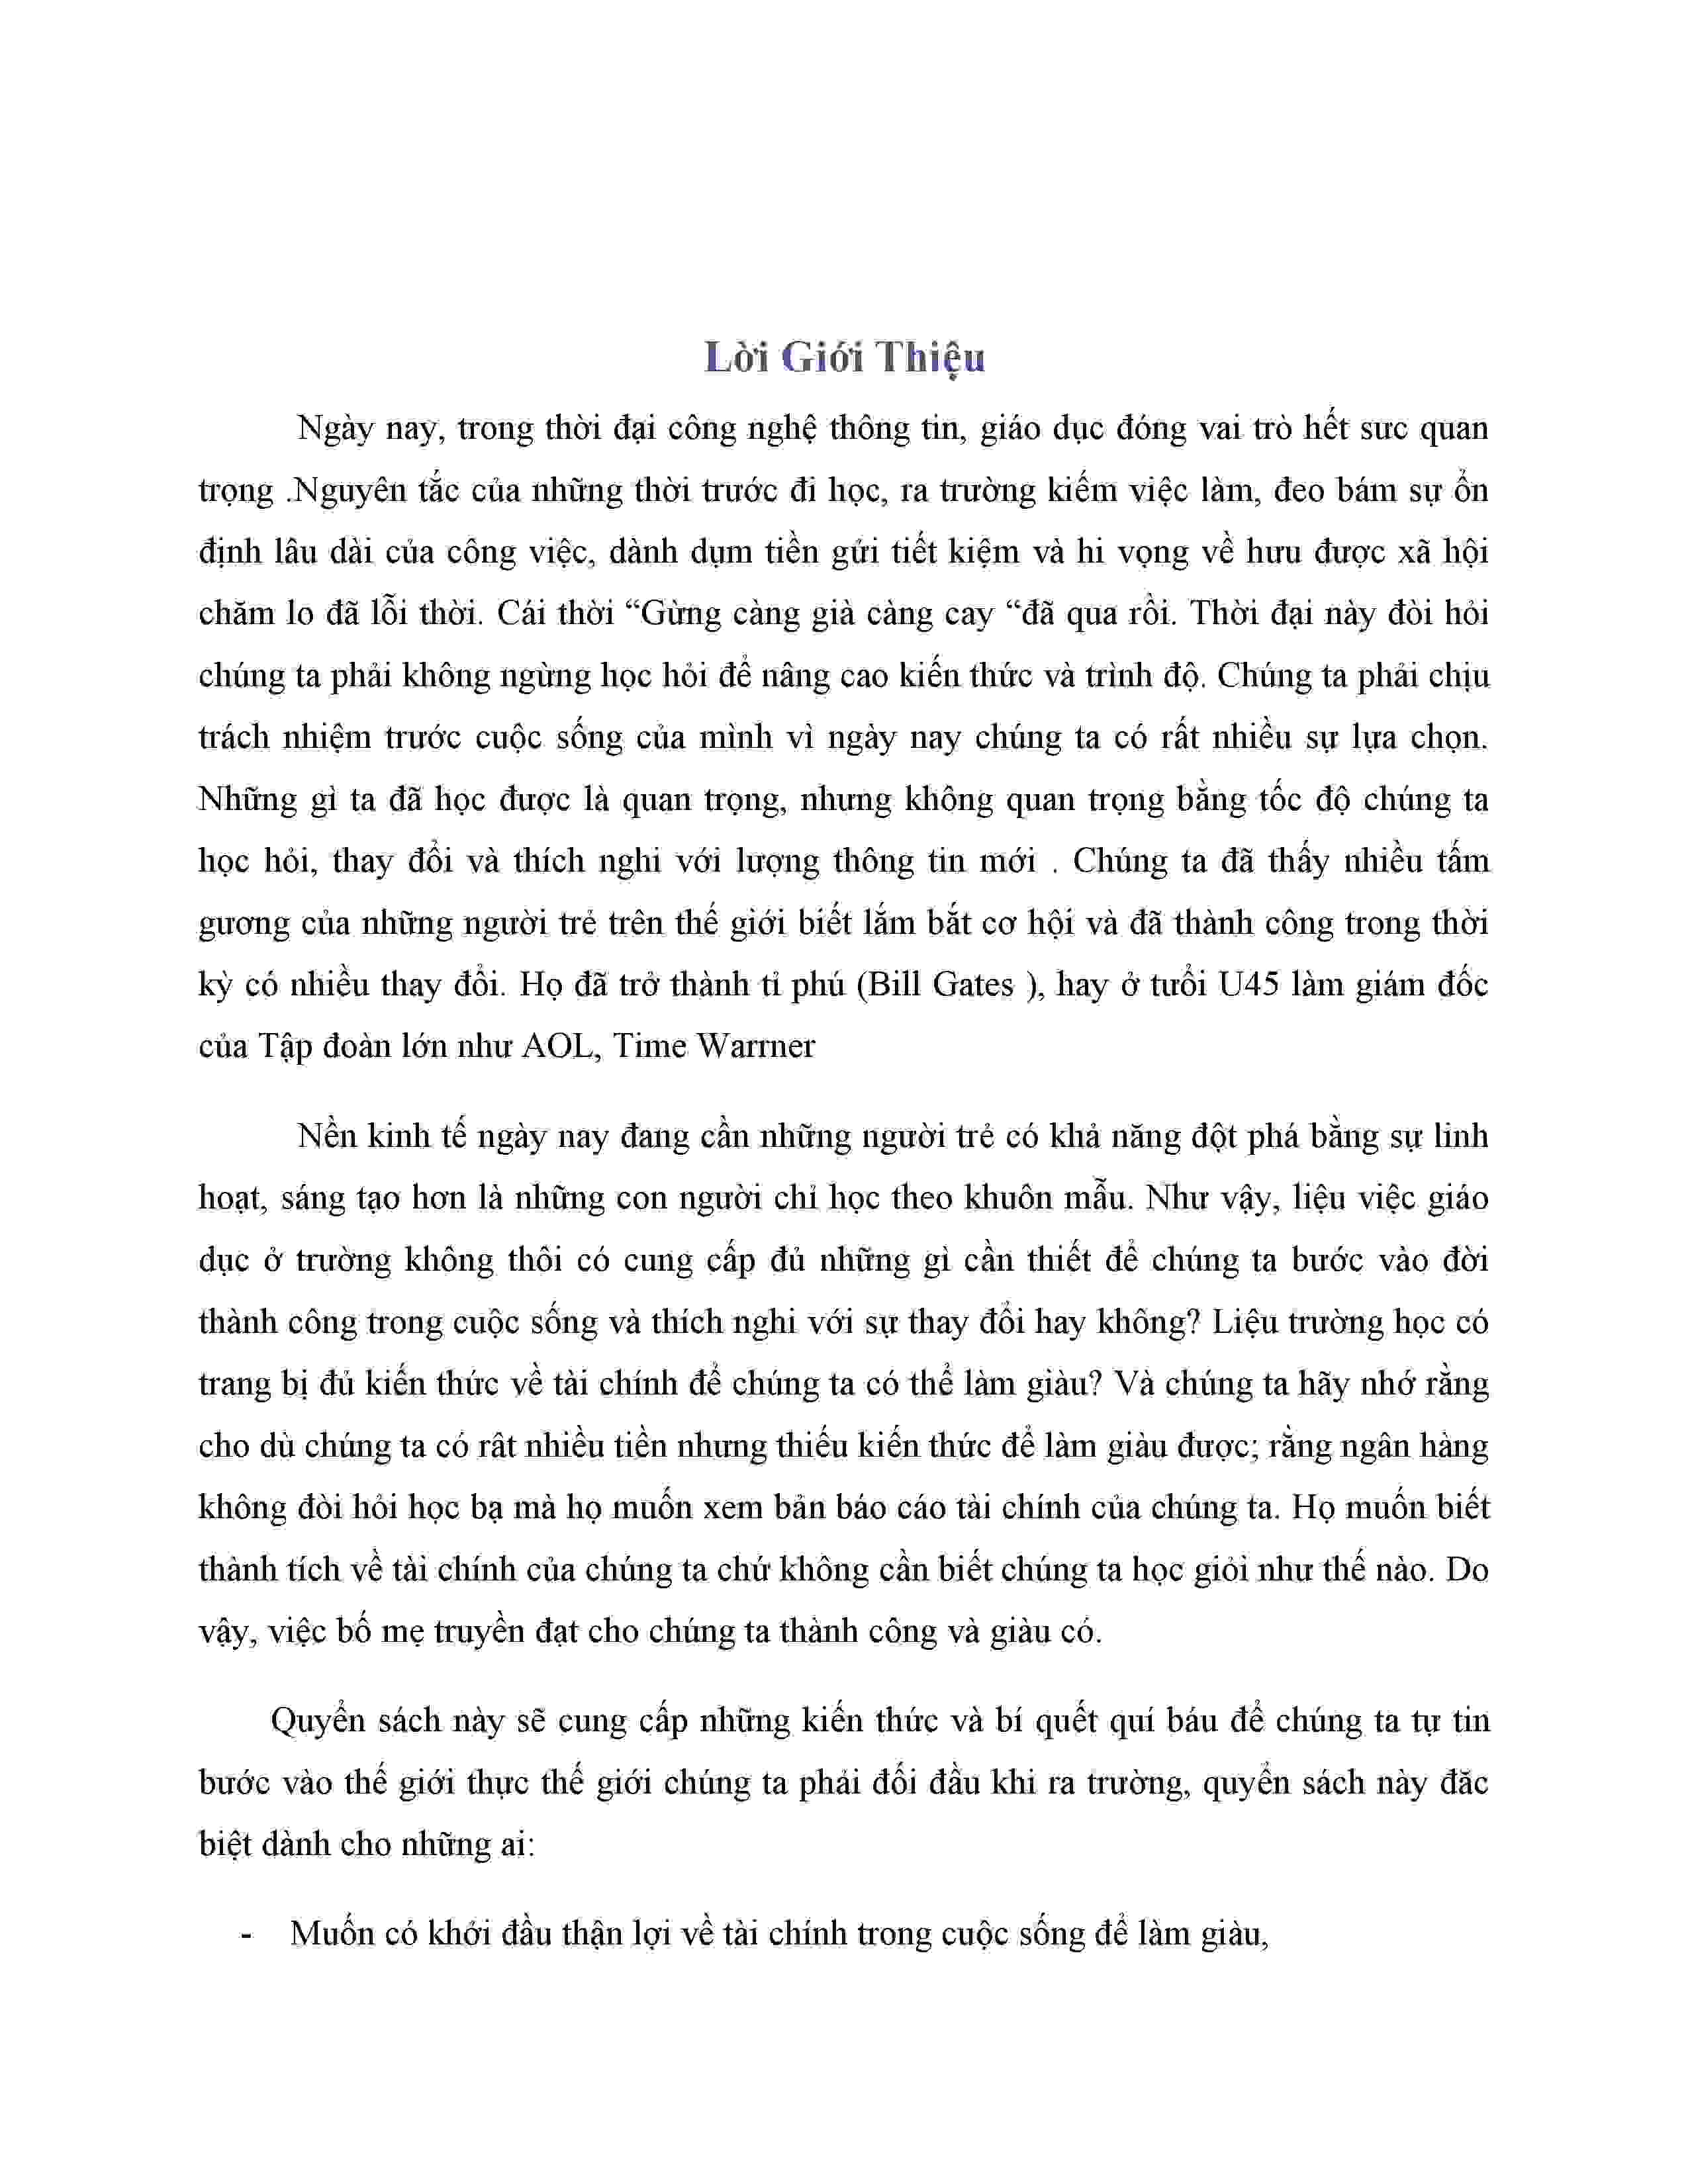 Lời Giới Thiệu
Ngày nay, trong thời đại công nghệ thông tin, giáo dục đóng vai trò hết sưc quan
trọng .Nguyên tắc của những thời trước đi học, ra trường kiếm việc làm, đeo bám sự ổn
định lâu dài của công việc, dành dụm tiền gửi tiết kiệm và hi vọng về hưu được xã hội
chăm lo đã lỗi thời. Cái thời “Gừng càng già càng cay “đã qua rồi. Thời đại này đòi hỏi
chúng ta phải không ngừng học hỏi để nâng cao kiến thức và trình độ. Chúng ta phải chịu
trách nhiệm trước cuộc sống của mình vì ngày nay chúng ta có rất nhiều sự lựa chọn.
Những gì ta đã học được là quan trọng, nhưng không quan trọng bằng tốc độ chúng ta
học hỏi, thay đổi và thích nghi với lượng thông tin mới . Chúng ta đã thấy nhiều tấm
gương của những người trẻ trên thế giới biết lắm bắt cơ hội và đã thành công trong thời
kỳ có nhiều thay đổi. Họ đã trở thành tỉ phú (Bill Gates ), hay ở tuổi U45 làm giám đốc
của Tập đoàn lớn như AOL, Time Warrner
Nền kinh tế ngày nay đang cần những người trẻ có khả năng đột phá bằng sự linh
hoạt, sáng tạo hơn là những con người chỉ học theo khuôn mẫu. Như vậy, liệu việc giáo
dục ở trường không thôi có cung cấp đủ những gì cần thiết để chúng ta bước vào đời
thành công trong cuộc sống và thích nghi với sự thay đổi hay không? Liệu trường học có
trang bị đủ kiến thức về tài chính để chúng ta có thể làm giàu? Và chúng ta hãy nhớ rằng
cho dù chúng ta có rât nhiều tiền nhưng thiếu kiến thức để làm giàu được; rằng ngân hàng
không đòi hỏi học bạ mà họ muốn xem bản báo cáo tài chính của chúng ta. Họ muốn biết
thành tích về tài chính của chúng ta chứ không cần biết chúng ta học giỏi như thế nào. Do
vậy, việc bố mẹ truyền đạt cho chúng ta thành công và giàu có.
Quyển sách này sẽ cung cấp những kiến thức và bí quết quí báu để chúng ta tự tin
bước vào thế giới thực thế giới chúng ta phải đối đầu khi ra trường, quyển sách này đăc
biệt dành cho những ai:
- Muốn có khởi đầu thận lợi về tài chính trong cuộc sống để làm giàu,